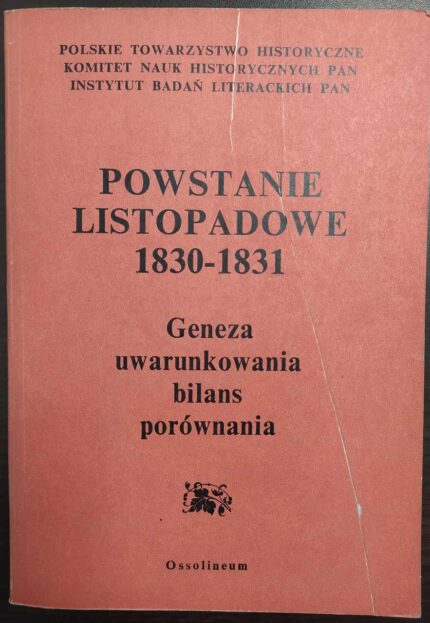 POLSKIE TOWARZYSTWO HISTORYCZNE
KOMITET NAUK HISTORYCZNYCH PAN
INSTYTUT BADAŃ LITERACKICH PAN
POWSTANIE
LISTOPADOWE
1830-1831
Geneza
uwarunkowania
bilans
porównania
Ossolineum